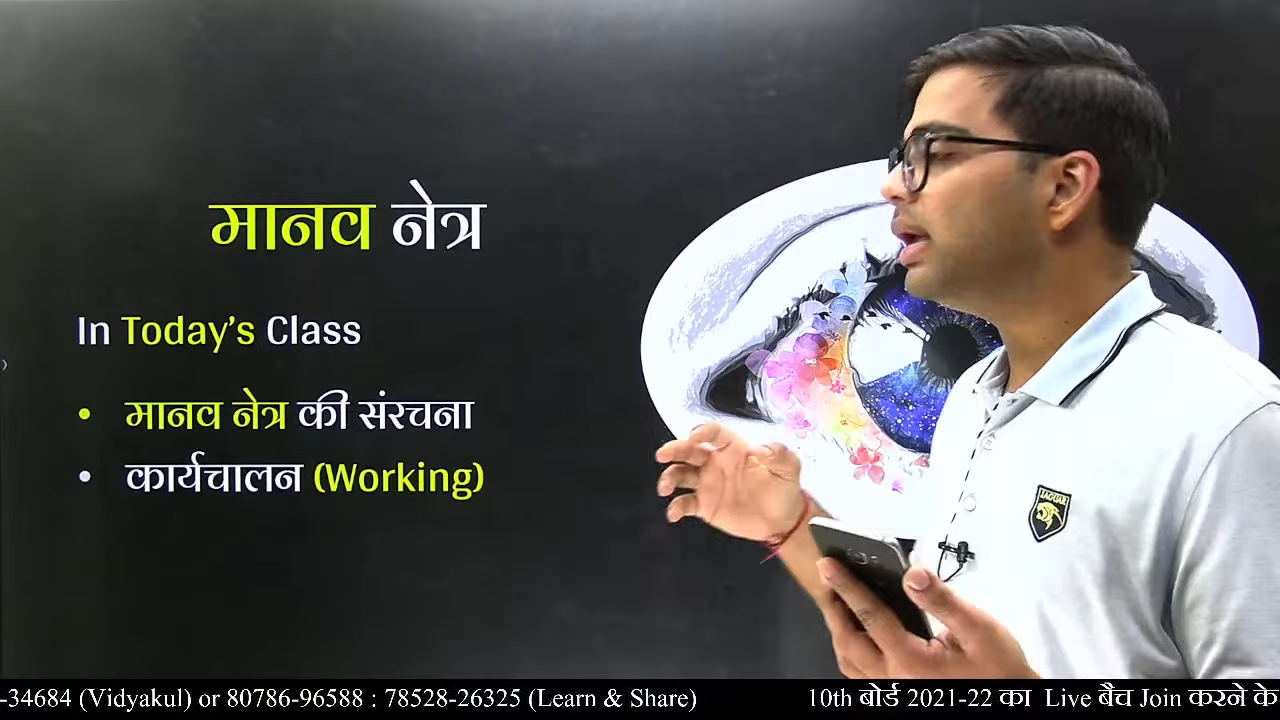 मानव नेत्र
In Today's Class
• मानव नेत्र की संरचना
• कार्यचालन (Working)
JAGUAR
-34684 (Vidyakul) or 80786-96588 : 78528-26325 (Learn & Share) 10th बोर्ड 2021-22 का Live बैच Join करने के